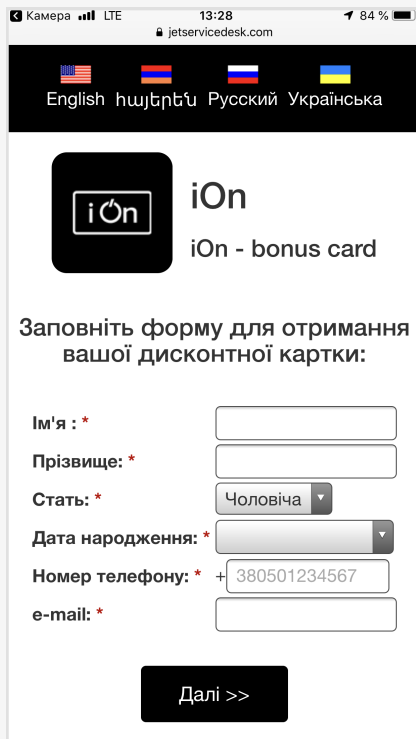 Камера LTE 13:28 84 %
jetservicedesk.com
English հայերեն Русский Українська
iOn
iOn
iOn - bonus card
Заповніть форму для отримання
вашої дисконтної картки:
Ім'я : *
Прізвище: *
Стать: * Чоловіча
Дата народження: *
Номер телефону: * + 380501234567
e-mail: *
Далі >>